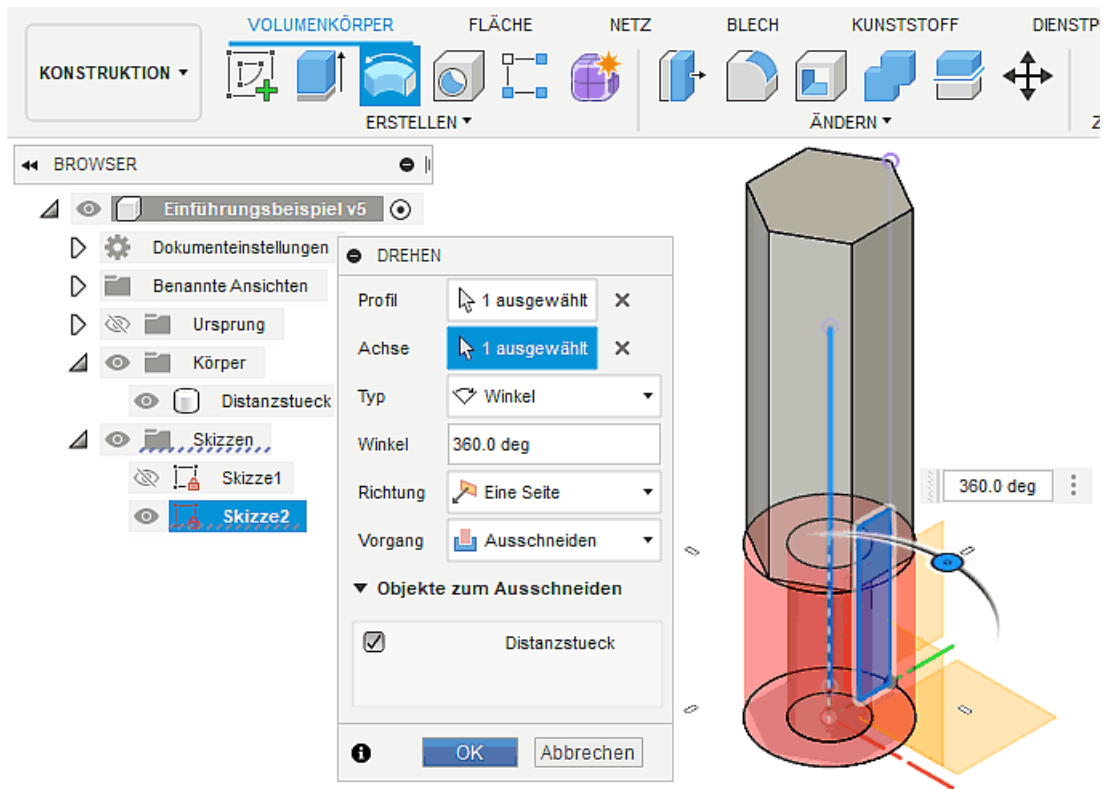 VOLUMENKÖRPER FLÄCHE NETZ BLECH KUNSTSTOFF DIENSTP
KONSTRUKTION
ERSTELLEN ÄNDERN Z
BROWSER
Einführungsbeispiel v5
Dokumenteinstellungen
Benannte Ansichten
Ursprung
Körper
Distanzstueck
Skizzen
Skizze1
Skizze2
DREHEN
Profil 1 ausgewählt
Achse 1 ausgewählt
Typ Winkel
Winkel 360.0 deg
Richtung Eine Seite
Vorgang Ausschneiden
Objekte zum Ausschneiden
Distanzstueck
OK Abbrechen
360.0 deg